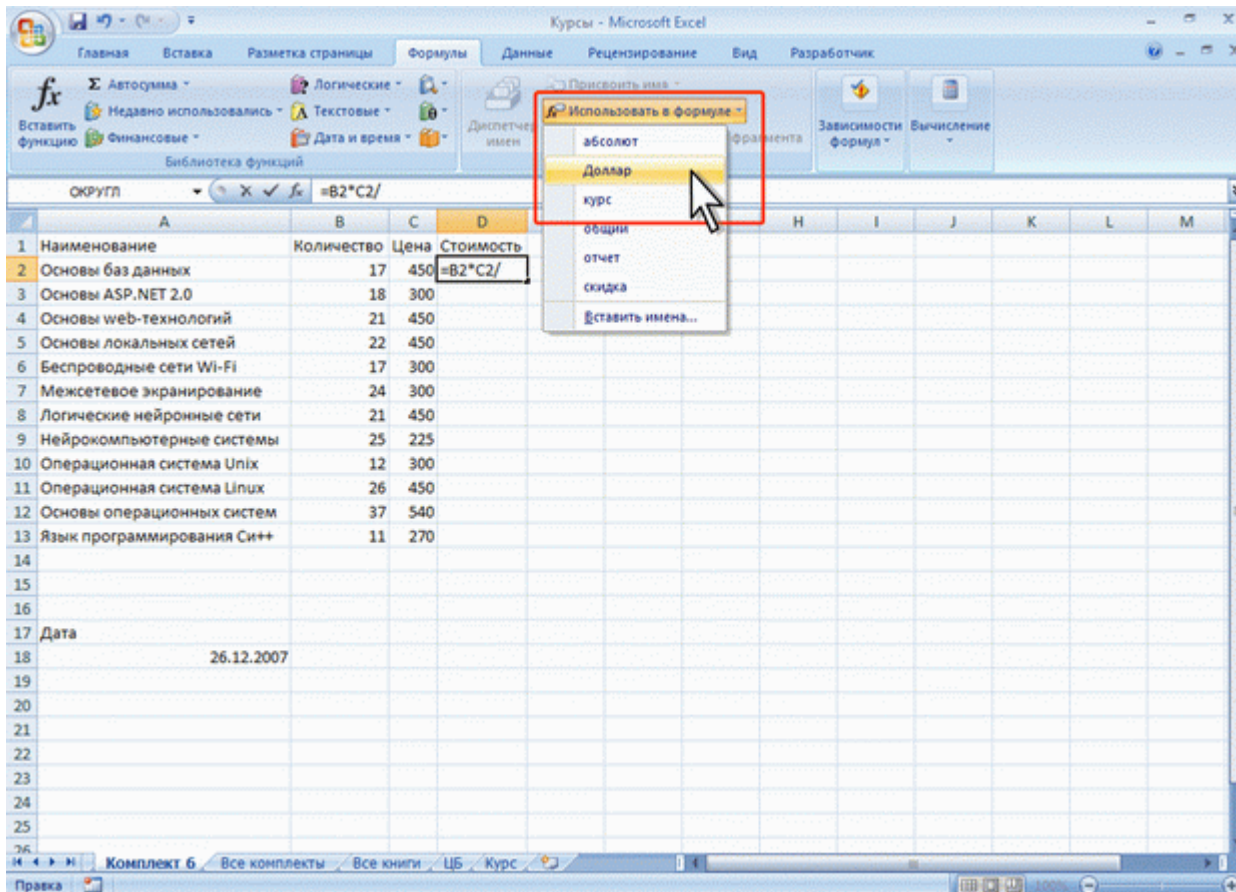 Курсы - Microsoft Excel
Главная Вставка Разметка страницы Формулы Данные Рецензирование Вид Разработчик
fx Вставить функцию
Σ Автосумма
Недавно использовались
Финансовые
Логические
Текстовые
Дата и время
Библиотека функций
Диспетчер имен
Присвоить имя
Использовать в формуле
фрагмента
Зависимости формул
Вычисление
абсолют
Доллар
курс
общий
отчет
скидка
Вставить имена...
ОКРУГЛ fx =B2*C2/
A B C D H I J K L M
1 Наименование Количество Цена Стоимость
2 Основы баз данных 17 450 =B2*C2/
3 Основы ASP.NET 2.0 18 300
4 Основы web-технологий 21 450
5 Основы локальных сетей 22 450
6 Беспроводные сети Wi-Fi 17 300
7 Межсетевое экранирование 24 300
8 Логические нейронные сети 21 450
9 Нейрокомпьютерные системы 25 225
10 Операционная система Unix 12 300
11 Операционная система Linux 26 450
12 Основы операционных систем 37 540
13 Язык программирования Си++ 11 270
14
15
16
17 Дата
18 26.12.2007
19
20
21
22
23
24
25
26
Комплект 6 Все комплекты Все книги ЦБ Курс
Правка 100%